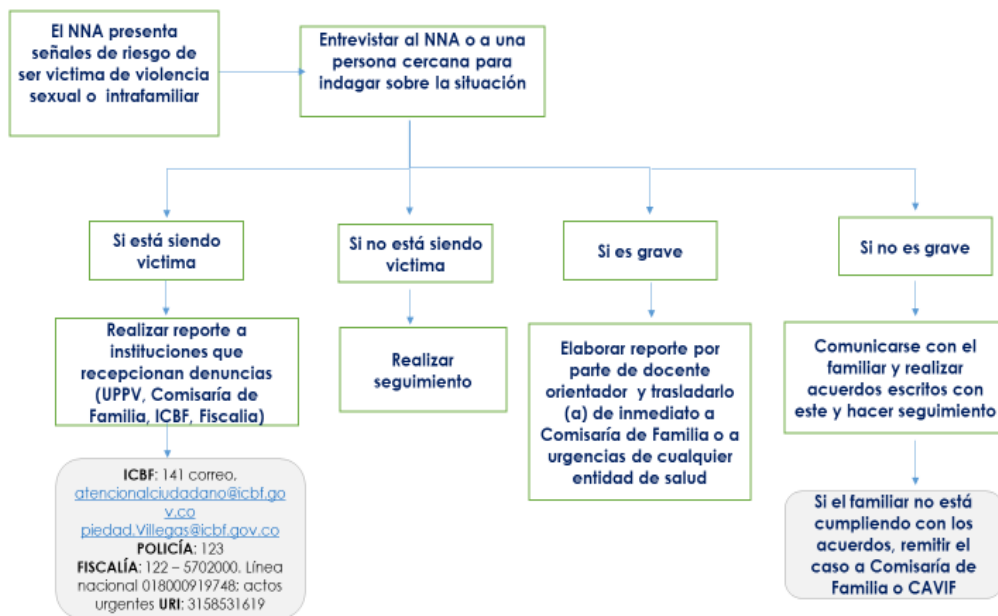 El NNA presenta
señales de riesgo de
ser victima de violencia
sexual o intrafamiliar
Entrevistar al NNA o a una
persona cercana para
indagar sobre la situación
Si está siendo
victima
Si no está siendo
victima
Si es grave
Si no es grave
Realizar reporte a
instituciones que
recepcionan denuncias
(UPPV, Comisaría de
Familia, ICBF, Fiscalia)
Realizar
seguimiento
Elaborar reporte por
parte de docente
orientador y trasladarlo
(a) de inmediato a
Comisaría de Familia o a
urgencias de cualquier
entidad de salud
Comunicarse con el
familiar y realizar
acuerdos escritos con
este y hacer seguimiento
ICBF: 141 correo.
atencionalciudadano@icbf.go
v.co
piedad.Villegas@icbf.gov.co
POLICÍA: 123
FISCALÍA: 122 – 5702000. Línea
nacional 018000919748; actos
urgentes URI: 3158531619
Si el familiar no está
cumpliendo con los
acuerdos, remitir el
caso a Comisaría de
Familia o CAVIF